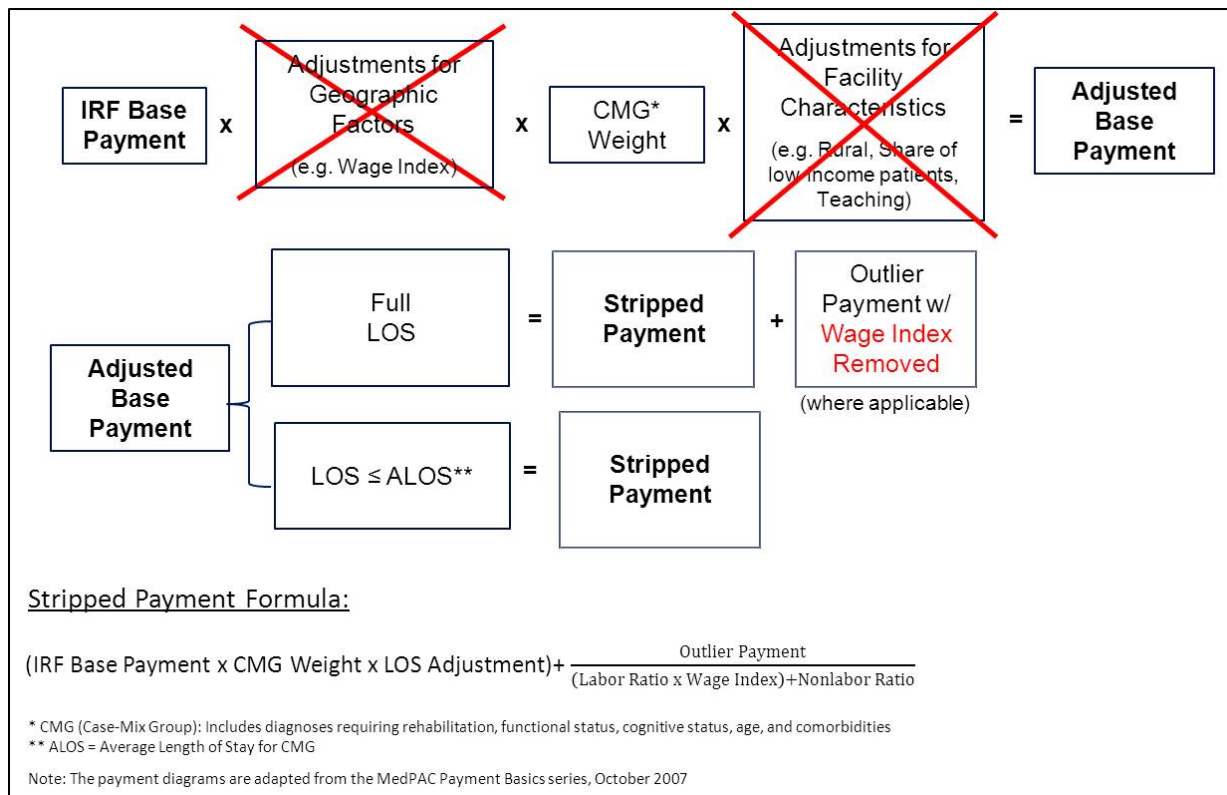 IRF Base
Payment
x
Adjustments for
Geographic
Factors
(e.g. Wage Index)
x
CMG*
Weight
x
Adjustments for
Facility
Characteristics
(e.g. Rural, Share of
low income patients,
Teaching)
=
Adjusted
Base
Payment
Adjusted
Base
Payment
Full
LOS
=
Stripped
Payment
+
Outlier
Payment w/
Wage Index
Removed
(where applicable)
LOS ≤ ALOS**
=
Stripped
Payment
Stripped Payment Formula:
(IRF Base Payment x CMG Weight x LOS Adjustment)+
Outlier Payment
(Labor Ratio x Wage Index)+Nonlabor Ratio
* CMG (Case-Mix Group): Includes diagnoses requiring rehabilitation, functional status, cognitive status, age, and comorbidities
** ALOS = Average Length of Stay for CMG
Note: The payment diagrams are adapted from the MedPAC Payment Basics series, October 2007